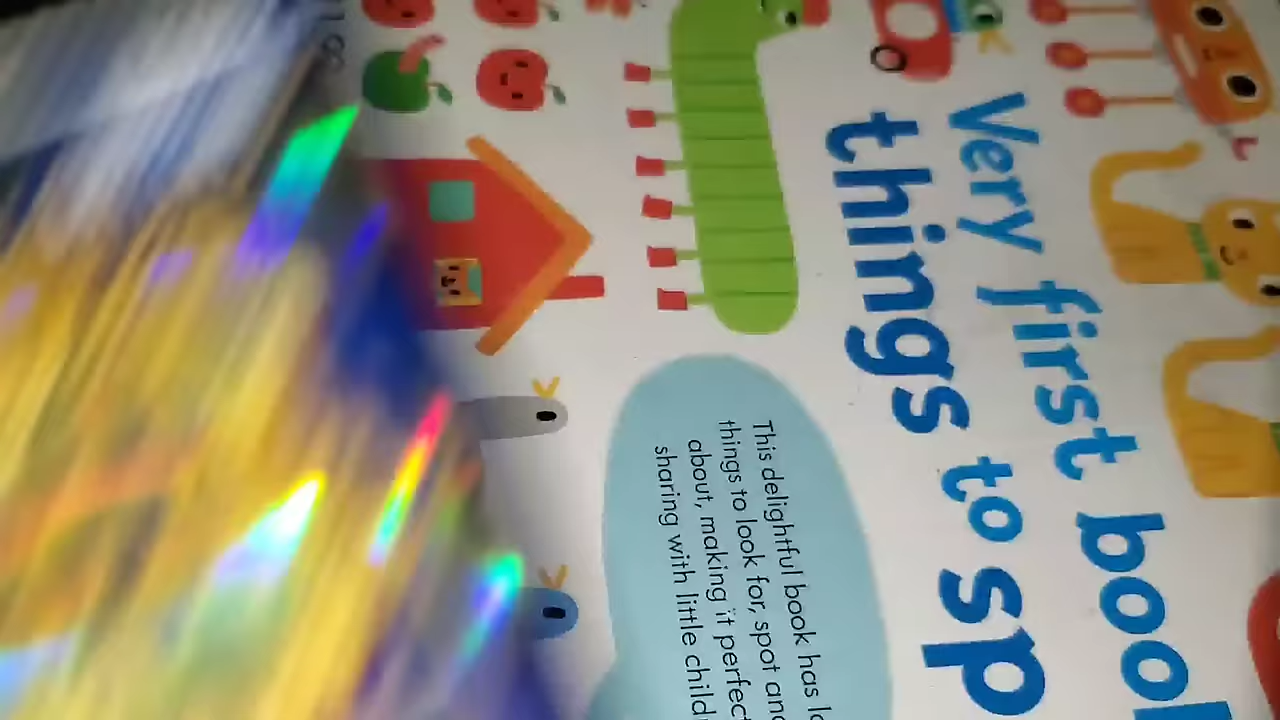 Very first book
things to sp
This delightful book has lo
things to look for, spot and
about, making it perfect
sharing with little child